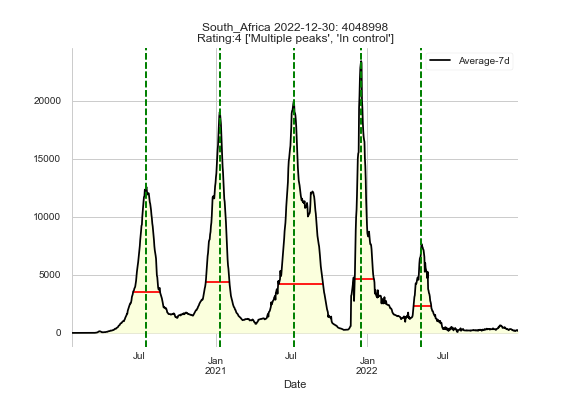 South_Africa 2022-12-30: 4048998
Rating:4 ['Multiple peaks', 'In control']
Average-7d
20000
15000
10000
5000
0
Jul
Jan
2021
Jul
Jan
2022
Jul
Date